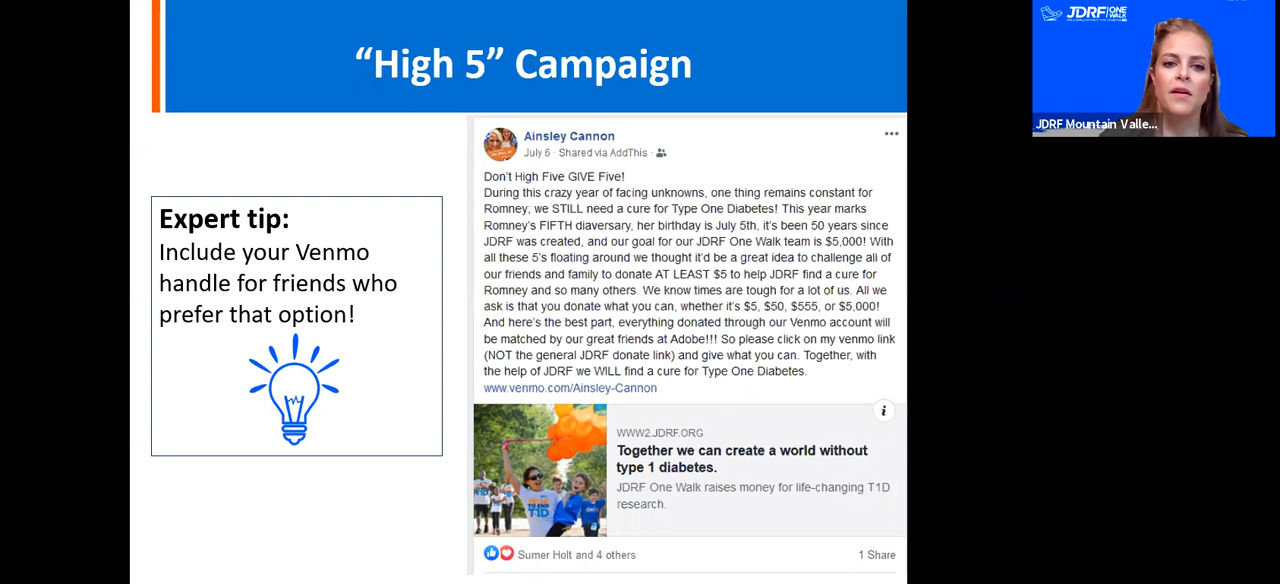 “High 5” Campaign
Expert tip:
Include your Venmo
handle for friends who
prefer that option!
Ainsley Cannon
July 6 · Shared via AddThis ·
Don't High Five GIVE Five!
During this crazy year of facing unknowns, one thing remains constant for
Romney; we STILL need a cure for Type One Diabetes! This year marks
Romney's FIFTH diaversary, her birthday is July 5th, it's been 50 years since
JDRF was created, and our goal for our JDRF One Walk team is $5,000! With
all these 5's floating around we thought it'd be a great idea to challenge all of
our friends and family to donate AT LEAST $5 to help JDRF find a cure for
Romney and so many others. We know times are tough for a lot of us. All we
ask is that you donate what you can, whether it's $5, $50, $555, or $5,000!
And here's the best part, everything donated through our Venmo account will
be matched by our great friends at Adobe!!! So please click on my venmo link
(NOT the general JDRF donate link) and give what you can. Together, with
the help of JDRF we WILL find a cure for Type One Diabetes.
www.venmo.com/Ainsley-Cannon
WWW2.JDRF.ORG
Together we can create a world without
type 1 diabetes.
JDRF One Walk raises money for life-changing T1D
research.
TO END
T1D
Sumer Holt and 4 others
1 Share
JDRF ONE
WALK
JDRF Mountain Valle...